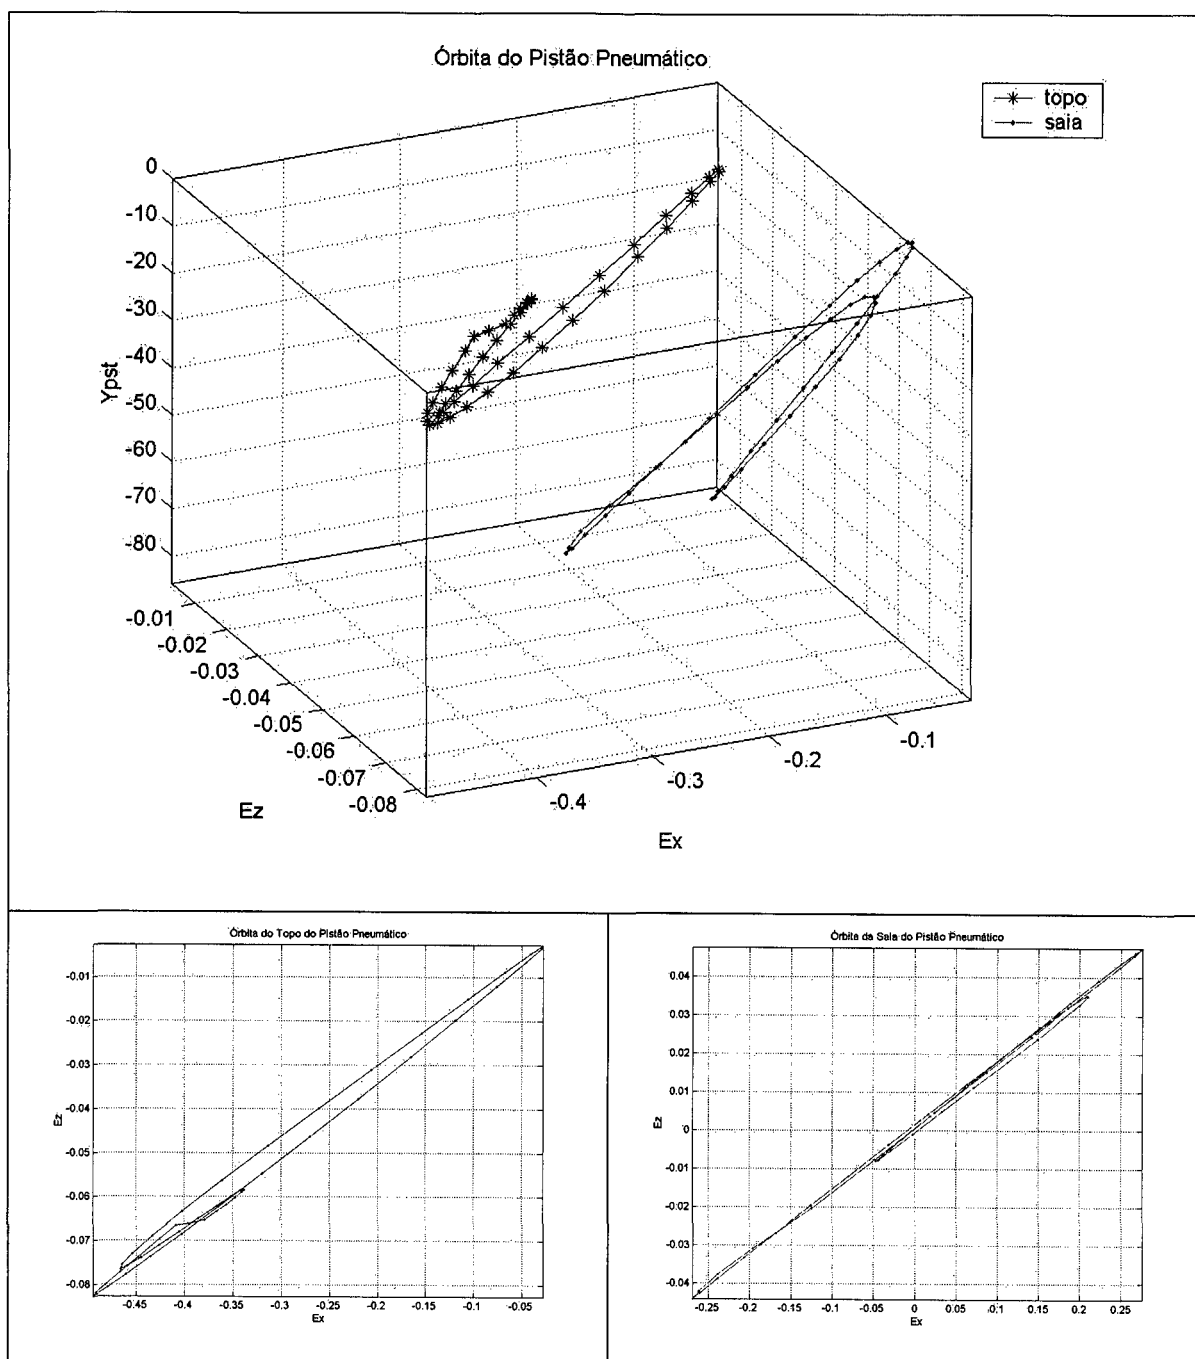 Órbita do Pistão Pneumático
topo
saia
0
-10
-20
-30
-40
-50
-60
-70
-80
Ypst
-0.01
-0.02
-0.03
-0.04
-0.05
-0.06
-0.07
-0.08
Ez
-0.4
-0.3
-0.2
-0.1
Ex
Órbita do Topo do Pistão Pneumático
-0.01
-0.02
-0.03
-0.04
-0.05
-0.06
-0.07
-0.08
Ez
-0.45 -0.4 -0.35 -0.3 -0.25 -0.2 -0.15 -0.1 -0.05
Ex
Órbita da Saia do Pistão Pneumático
0.04
0.03
0.02
0.01
0
-0.01
-0.02
-0.03
-0.04
Ez
-0.25 -0.2 -0.15 -0.1 -0.05 0 0.05 0.1 0.15 0.2 0.25
Ex